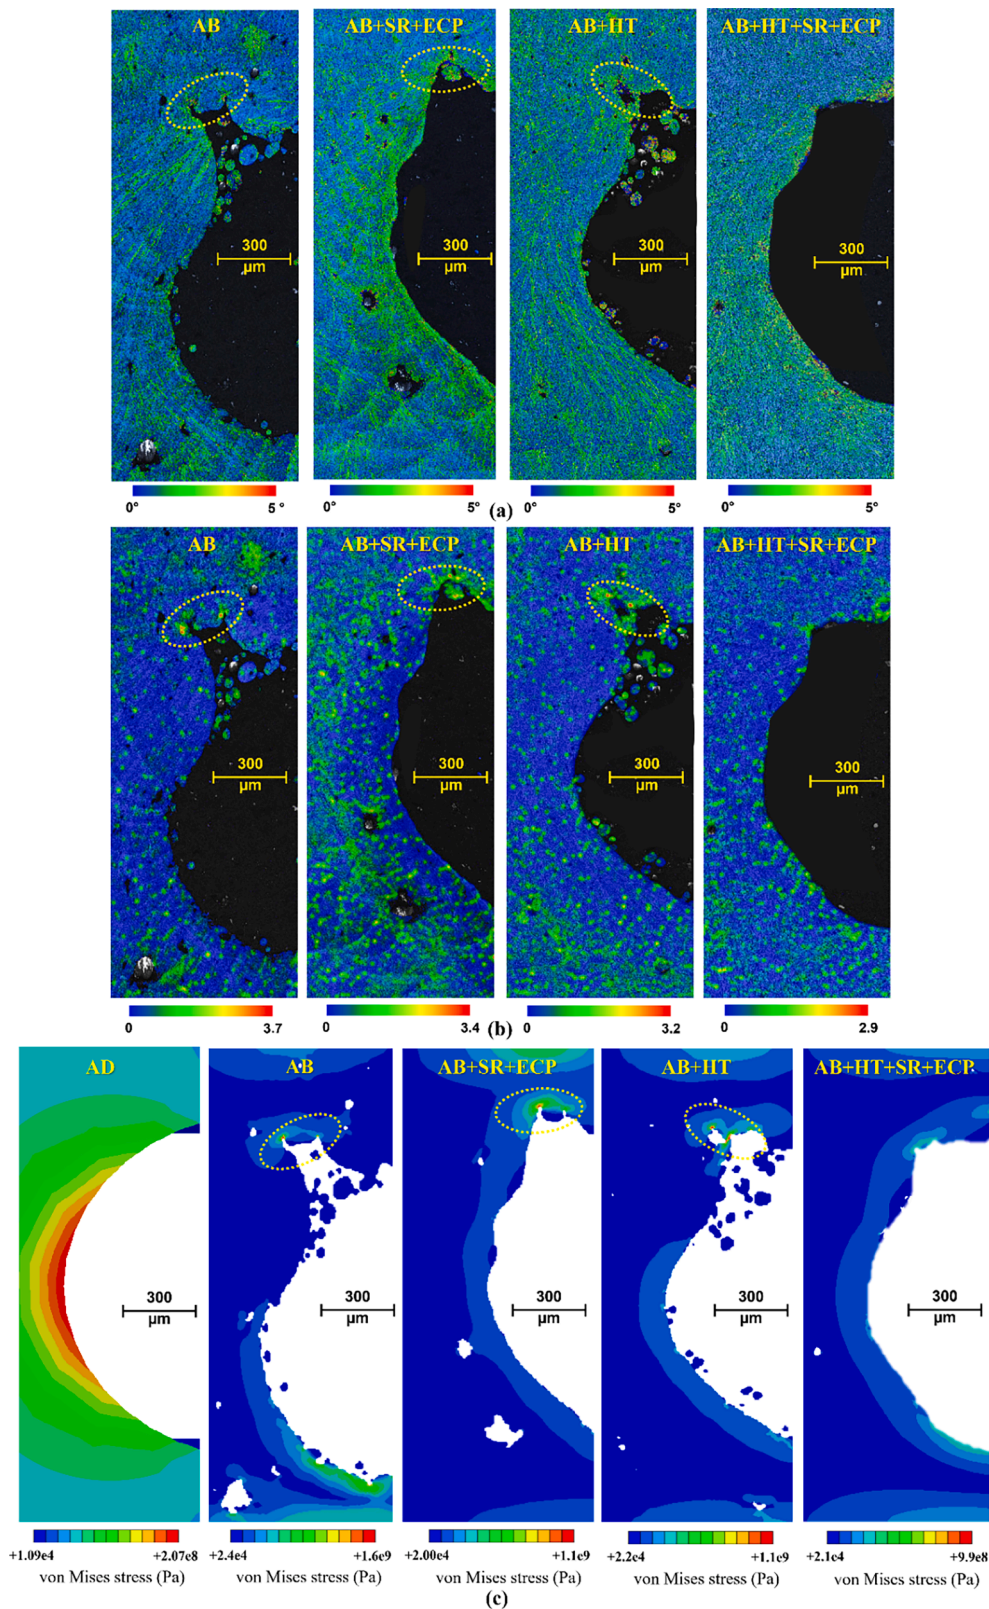 AB AB+SR+ECP AB+HT AB+HT+SR+ECP
300 300 300 300
µm µm µm µm
0° 5° 0° 5° 0° 5° 0° 5°
(a)
AB AB+SR+ECP AB+HT AB+HT+SR+ECP
300 300 300 300
µm µm µm µm
0 3.7 0 3.4 0 3.2 0 2.9
(b)
AD AB AB+SR+ECP AB+HT AB+HT+SR+ECP
300 300 300 300 300
µm µm µm µm µm
+1.09e4 +2.07e8 +2.4e4 +1.6e9 +2.00e4 +1.1e9 +2.2e4 +1.1e9 +2.1e4 +9.9e8
von Mises stress (Pa) von Mises stress (Pa) von Mises stress (Pa) von Mises stress (Pa) von Mises stress (Pa)
(c)